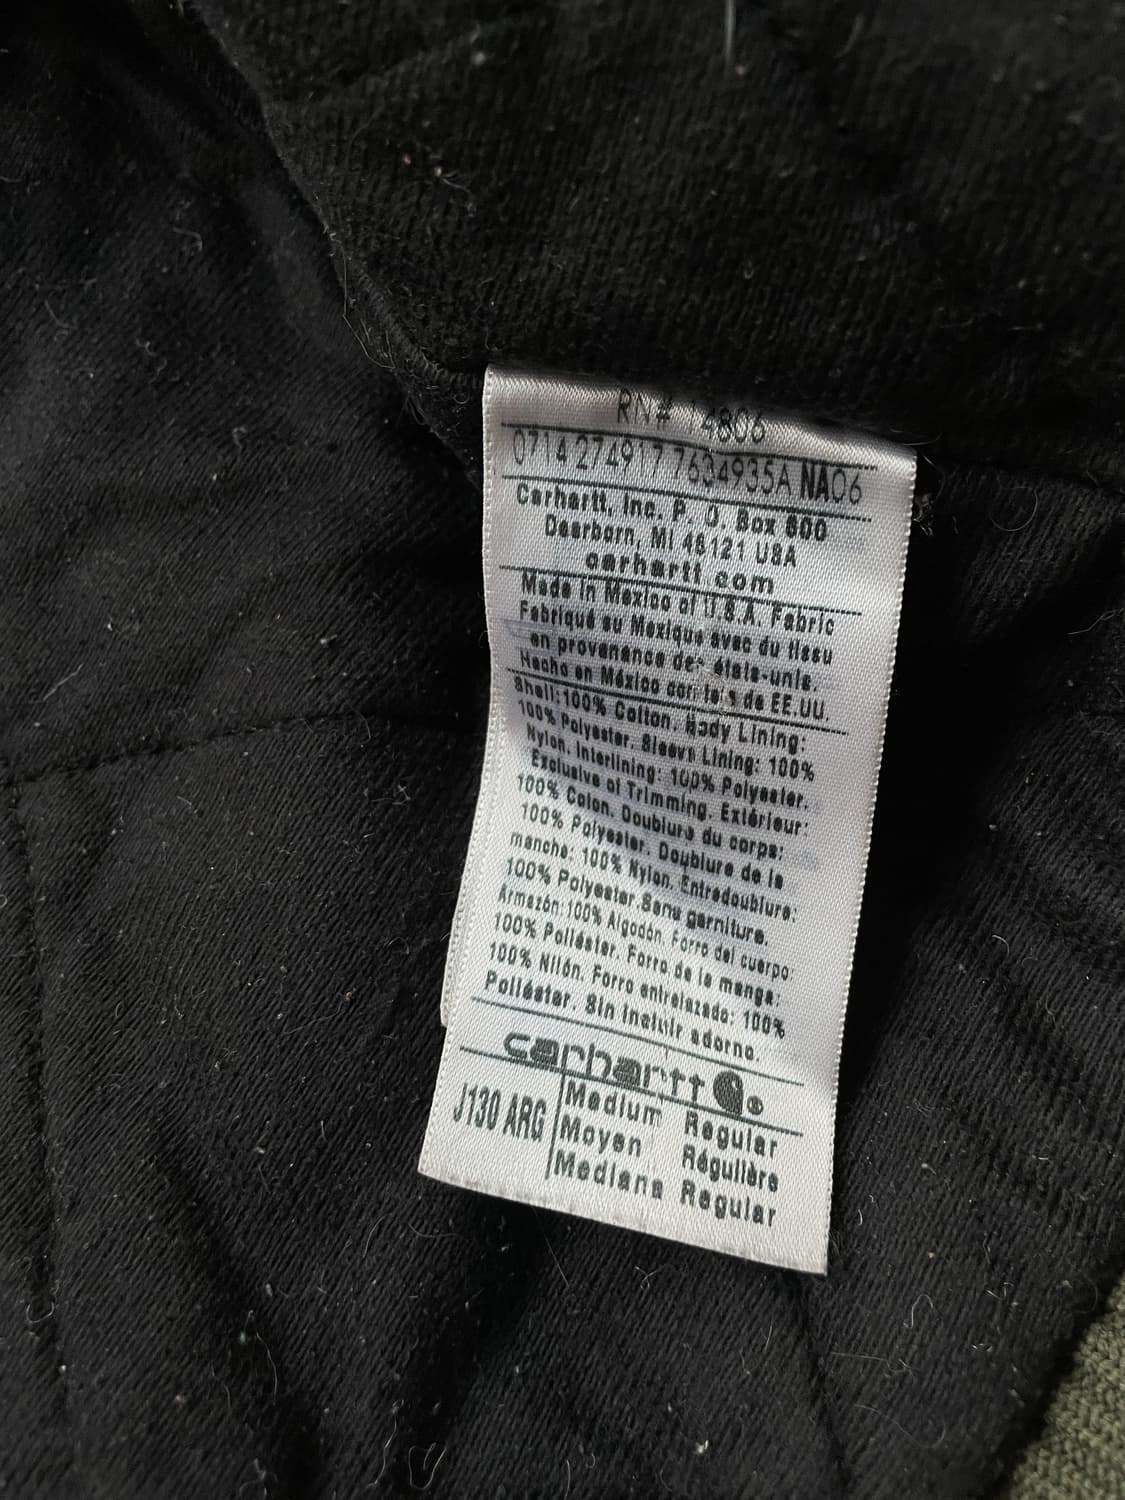 RN# 14806
0714 274917 7634935A NA06
Carhartt, Inc. P. O. Box 600
Dearborn, MI 48121 USA
carhartt.com
Made in Mexico of U.S.A. Fabric
Fabriqué au Mexique avec du tissu
en provenance des états-unis.
Hecho en México con de EE.UU.
Shell: 100% Cotton. Body Lining:
100% Polyester. Sleeve Lining: 100%
Nylon. Interlining: 100% Polyester.
Exclusive of Trimming. Extérieur:
100% Coton. Doublure du corps:
100% Polyester. Doublure de la
manche: 100% Nylon. Entredoublure:
100% Polyester. Sans garniture.
Armazón: 100% Algodón. Forro del cuerpo:
100% Poliéster. Forro de la manga:
100% Nilón. Forro entrelazado: 100%
Poliéster. Sin incluir adorno.
carhartt ®
J130 ARG
Medium Regular
Moyen Régulière
Mediana Regular